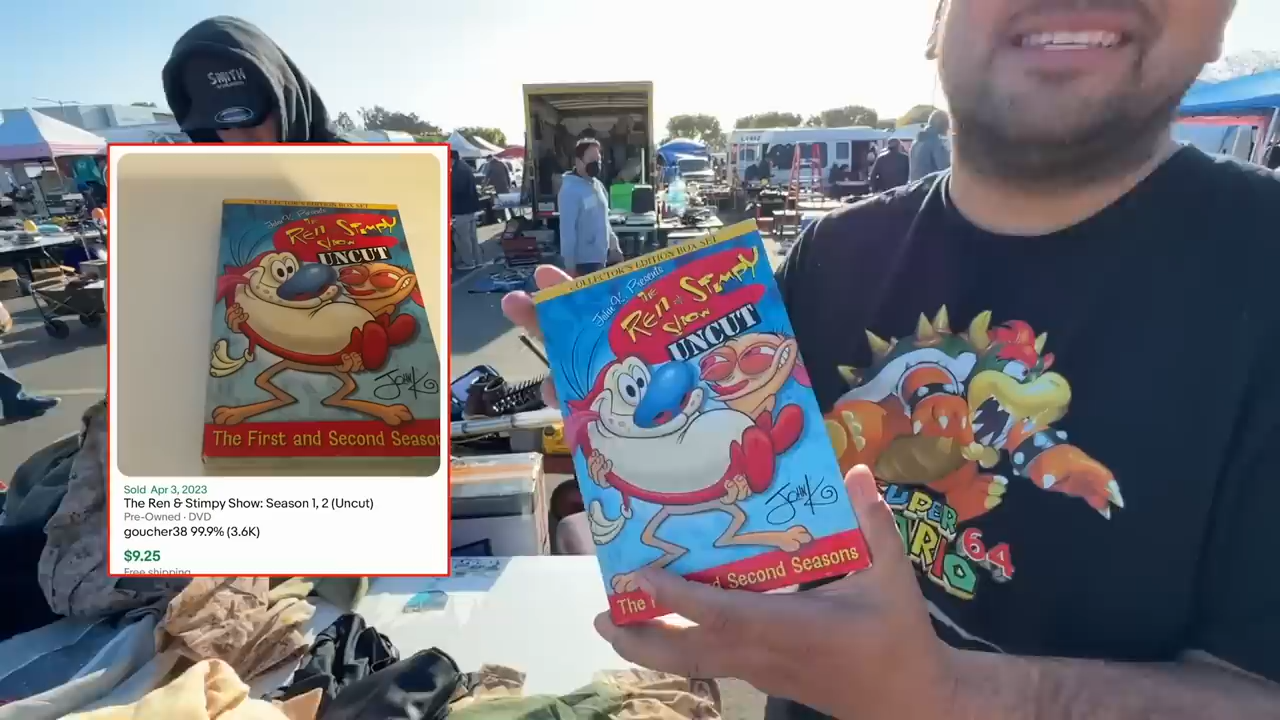 SMITH
COLLECTOR'S EDITION BOX SET
John K. Presents
The
Ren & Stimpy
Show
UNCUT
John K
The First and Second Season
Sold Apr 3, 2023
The Ren & Stimpy Show: Season 1, 2 (Uncut)
Pre-Owned · DVD
goucher38 99.9% (3.6K)
$9.25
Free shipping
COLLECTOR'S EDITION BOX SET
John K. Presents
The
Ren & Stimpy
Show
UNCUT
John K
The d Second Seasons
SUPER
MARIO 64